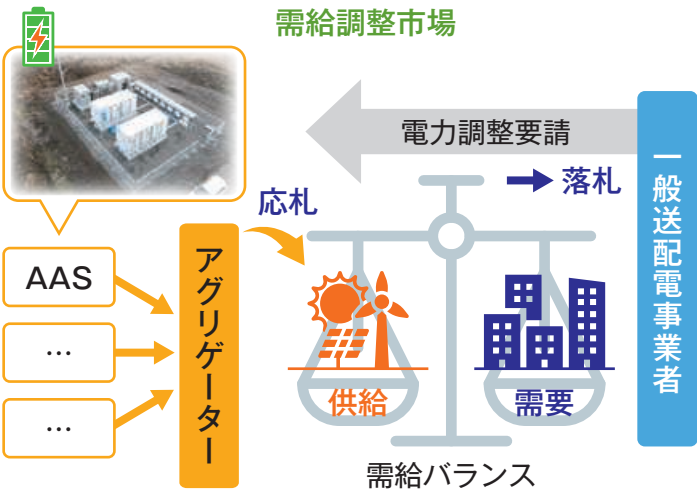 需給調整市場
電力調整要請
落札
応札
一般送配電事業者
アグリゲーター
AAS
…
…
供給
需要
需給バランス